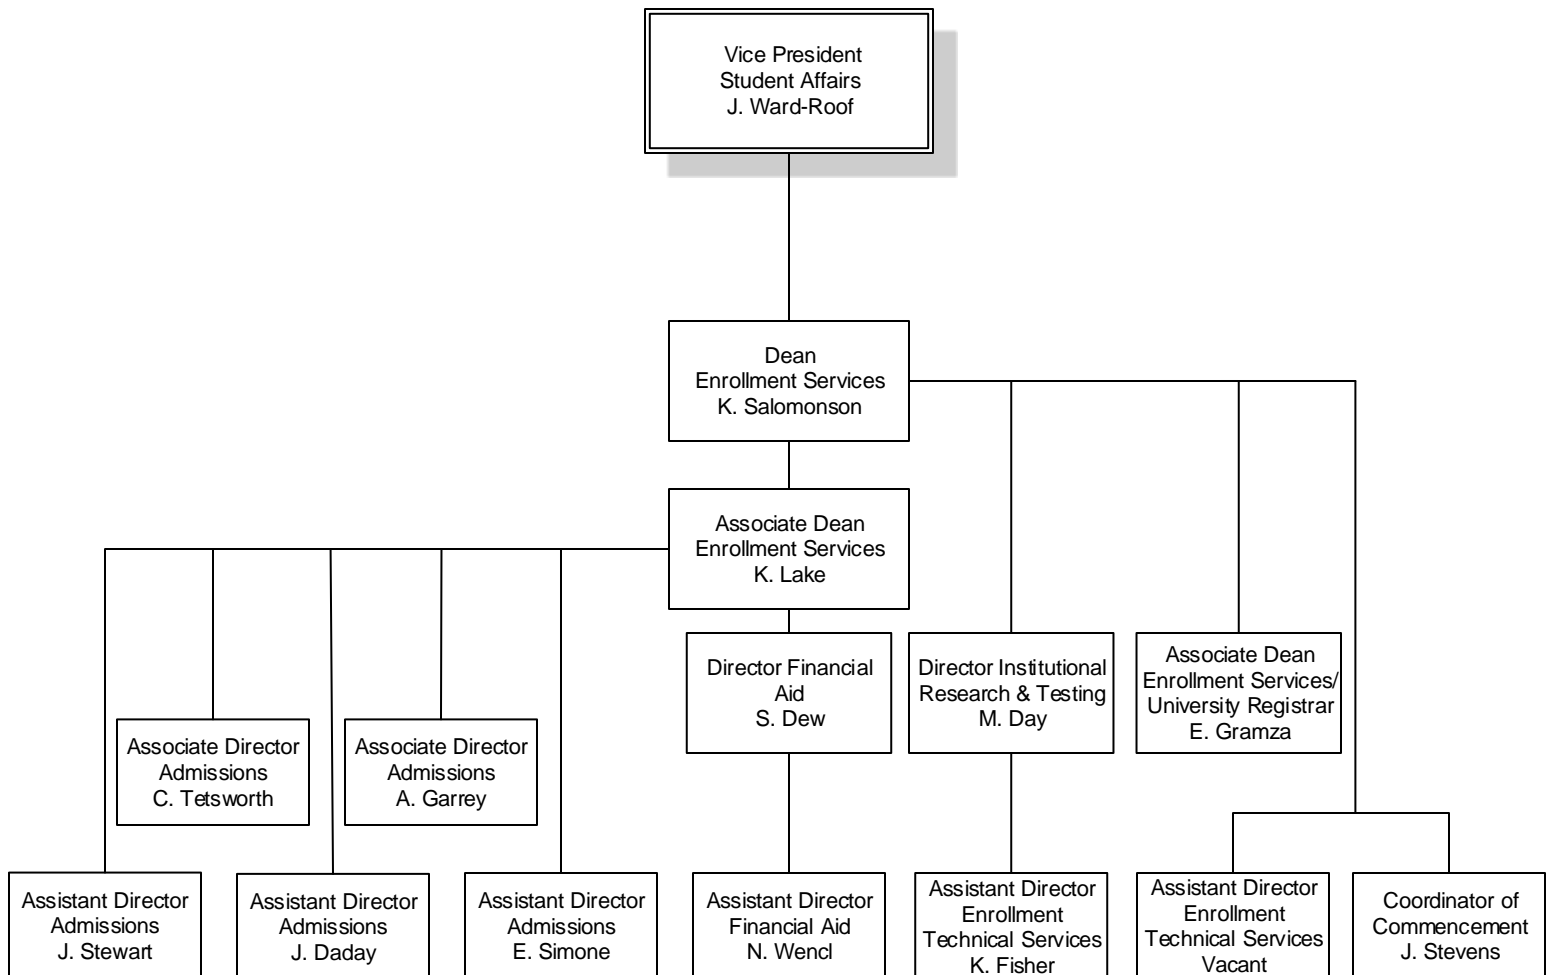 Vice President
Student Affairs
J. Ward-Roof
Dean
Enrollment Services
K. Salomonson
Associate Dean
Enrollment Services
K. Lake
Director Financial
Aid
S. Dew
Director Institutional
Research & Testing
M. Day
Associate Dean
Enrollment Services/
University Registrar
E. Gramza
Associate Director
Admissions
C. Tetsworth
Associate Director
Admissions
A. Garrey
Assistant Director
Admissions
J. Stewart
Assistant Director
Admissions
J. Daday
Assistant Director
Admissions
E. Simone
Assistant Director
Financial Aid
N. Wencl
Assistant Director
Enrollment
Technical Services
K. Fisher
Assistant Director
Enrollment
Technical Services
Vacant
Coordinator of
Commencement
J. Stevens